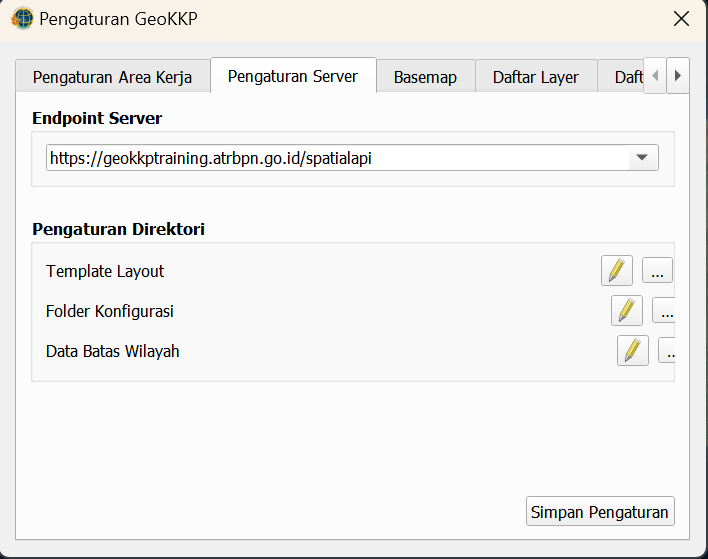 Pengaturan GeoKKP
Pengaturan Area Kerja Pengaturan Server Basemap Daftar Layer Daft
Endpoint Server
https://geokkptraining.atrbpn.go.id/spatialapi
Pengaturan Direktori
Template Layout ...
Folder Konfigurasi ...
Data Batas Wilayah ..
Simpan Pengaturan